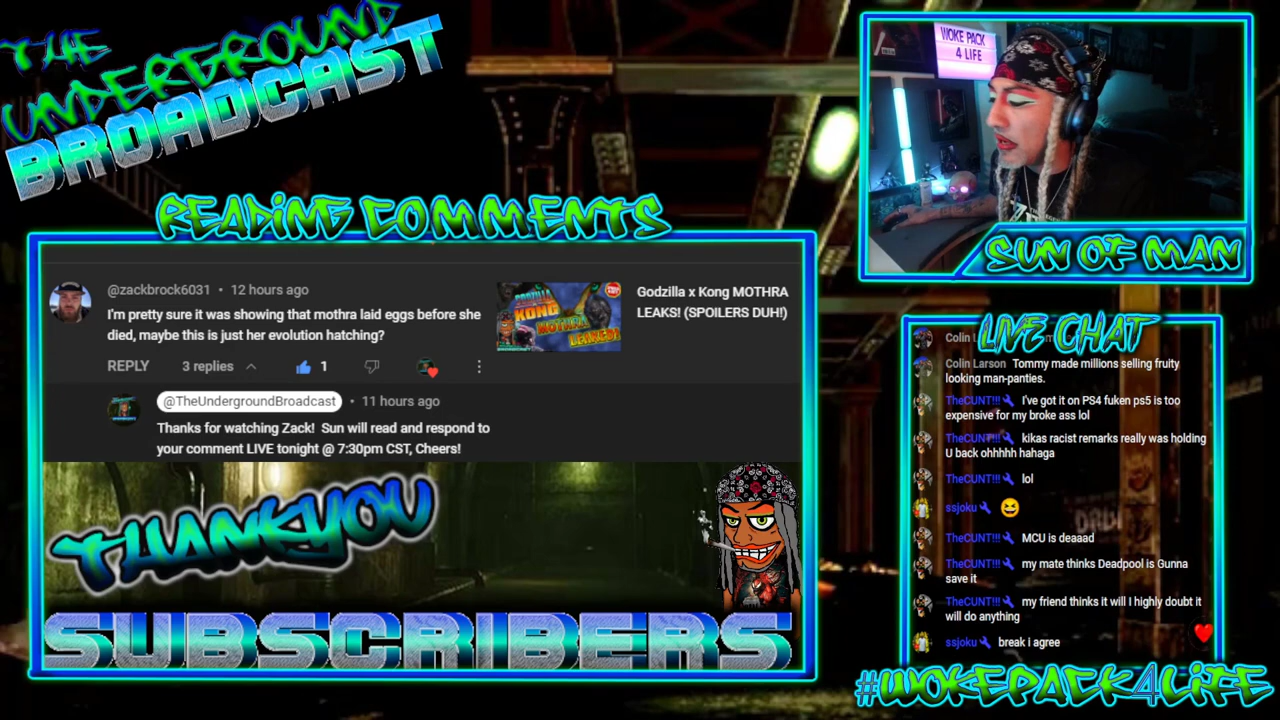 THE
UNDERGROUND
BROADCAST
READING COMMENTS
@zackbrock6031 • 12 hours ago
I'm pretty sure it was showing that mothra laid eggs before she
died, maybe this is just her evolution hatching?
REPLY 3 replies 1
GODZILLA
KONG
MOTHRA
LEAKED!
Godzilla x Kong MOTHRA
LEAKS! (SPOILERS DUH!)
@TheUndergroundBroadcast • 11 hours ago
Thanks for watching Zack! Sun will read and respond to
your comment LIVE tonight @ 7:30pm CST, Cheers!
THANKYOU
SUBSCRIBERS
WOKE PACK
4 LIFE
SUN OF MAN
LIVE CHAT
Colin
Colin Larson Tommy made millions selling fruity
looking man-panties.
TheCUNT!!! I've got it on PS4 fuken ps5 is too
expensive for my broke ass lol
TheCUNT!!! kikas racist remarks really was holding
U back ohhhhh hahaga
TheCUNT!!! lol
ssjoku 😆
TheCUNT!!! MCU is deaaad
TheCUNT!!! my mate thinks Deadpool is Gunna
save it
TheCUNT!!! my friend thinks it will I highly doubt it
will do anything
ssjoku break i agree
#WOKEPACK4LIFE